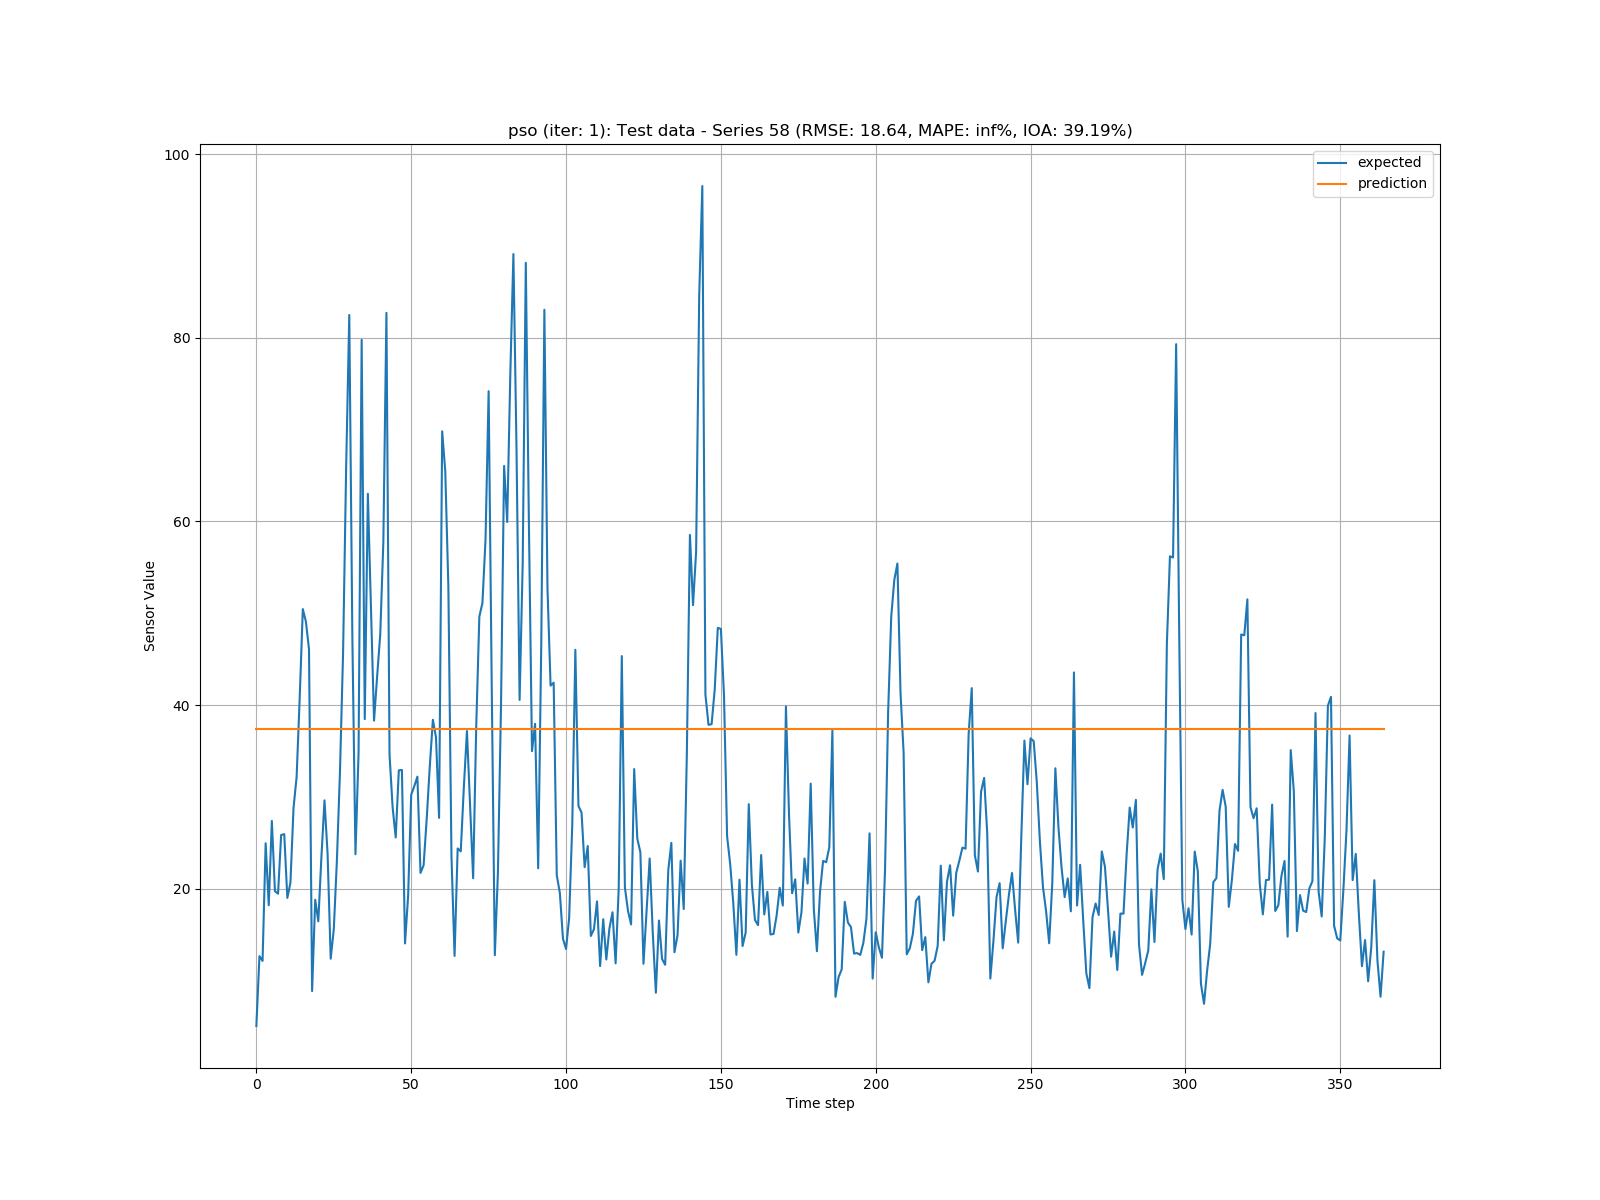 pso (iter: 1): Test data - Series 58 (RMSE: 18.64, MAPE: inf%, IOA: 39.19%)
expected
prediction
100
80
60
40
20
Sensor Value
0 50 100 150 200 250 300 350
Time step